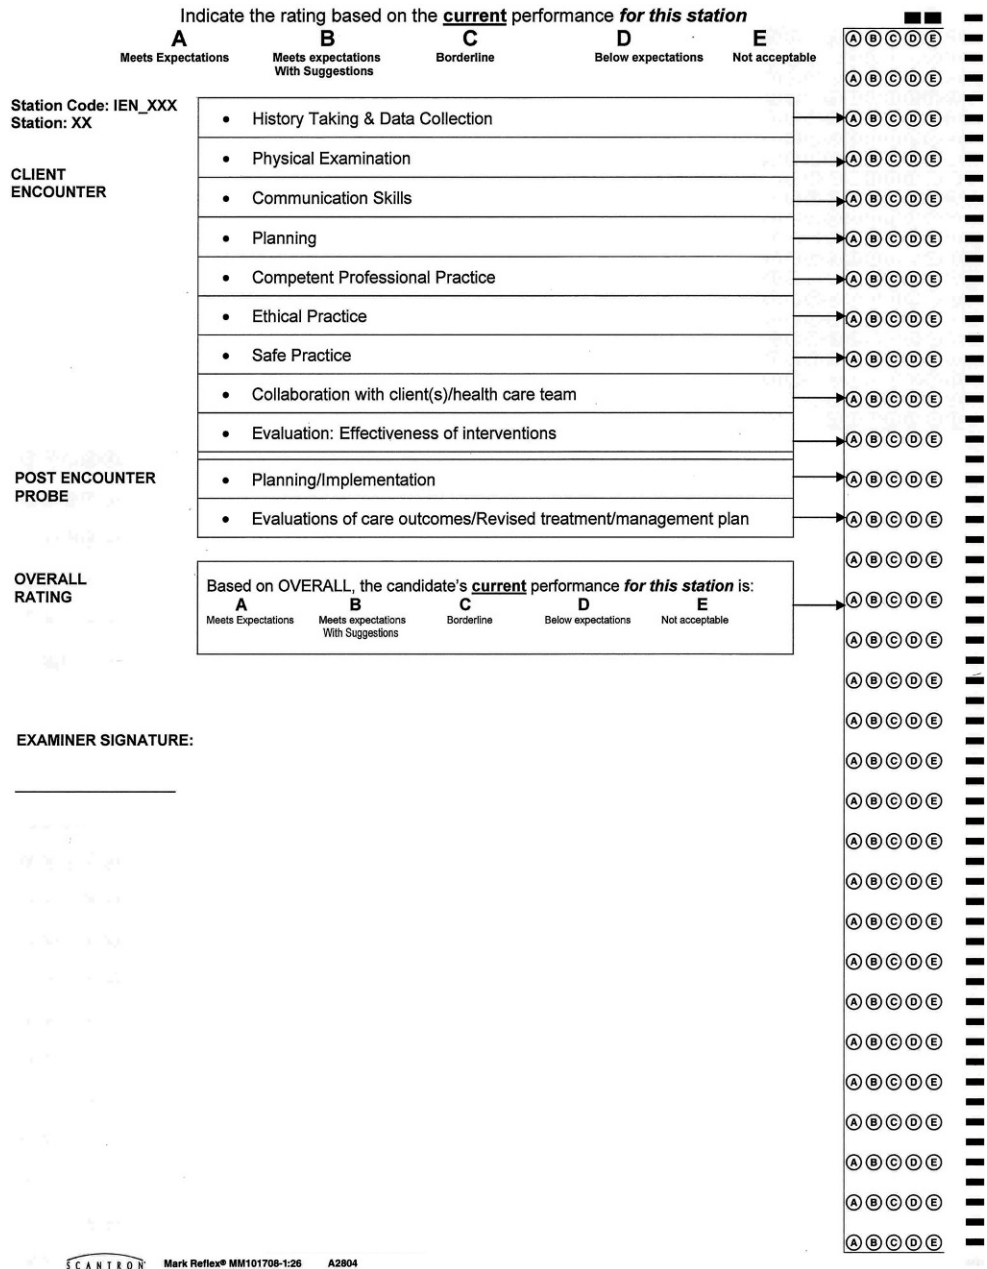 Indicate the rating based on the current performance for this station
A B C D E
Meets Expectations Meets expectations Borderline Below expectations Not acceptable
With Suggestions
A B C D E
A B C D E
Station Code: IEN_XXX
Station: XX
• History Taking & Data Collection A B C D E
CLIENT
ENCOUNTER
• Physical Examination A B C D E
• Communication Skills A B C D E
• Planning A B C D E
• Competent Professional Practice A B C D E
• Ethical Practice A B C D E
• Safe Practice A B C D E
• Collaboration with client(s)/health care team A B C D E
• Evaluation: Effectiveness of interventions A B C D E
POST ENCOUNTER
PROBE
• Planning/Implementation A B C D E
• Evaluations of care outcomes/Revised treatment/management plan A B C D E
A B C D E
OVERALL
RATING
Based on OVERALL, the candidate's current performance for this station is:
A B C D E
Meets Expectations Meets expectations Borderline Below expectations Not acceptable
With Suggestions
A B C D E
A B C D E
A B C D E
A B C D E
EXAMINER SIGNATURE:
A B C D E
A B C D E
A B C D E
A B C D E
A B C D E
A B C D E
A B C D E
A B C D E
A B C D E
A B C D E
A B C D E
A B C D E
A B C D E
SCANTRON Mark Reflex® MM101708-1:26 A2804